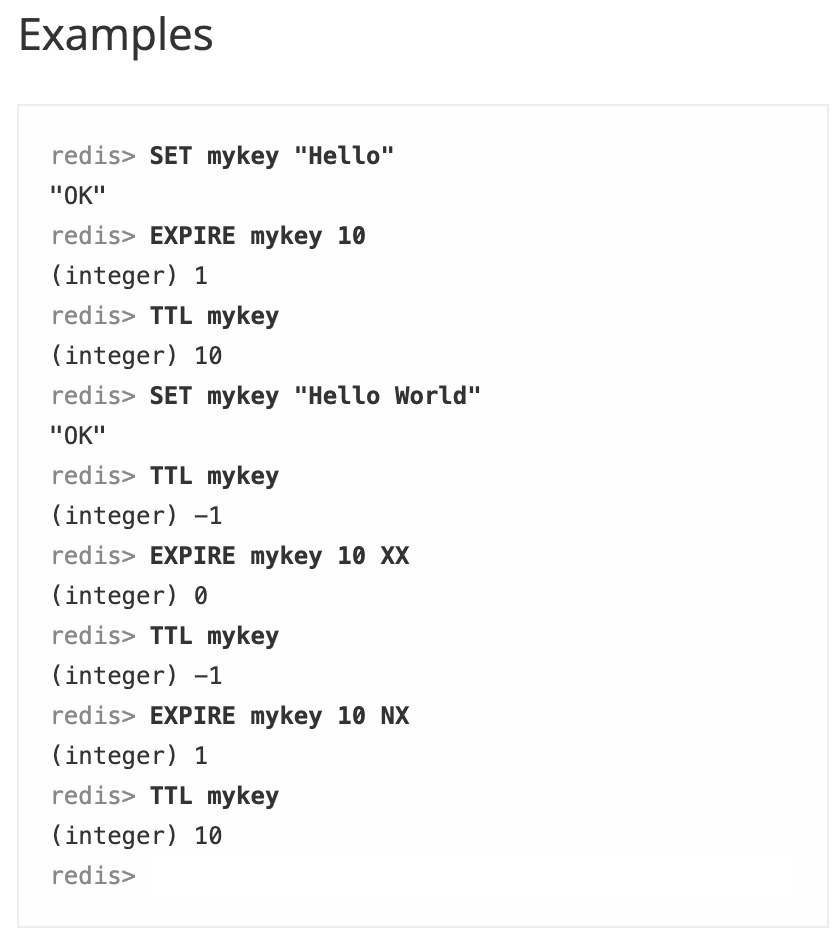 Examples
redis> SET mykey "Hello"
"OK"
redis> EXPIRE mykey 10
(integer) 1
redis> TTL mykey
(integer) 10
redis> SET mykey "Hello World"
"OK"
redis> TTL mykey
(integer) -1
redis> EXPIRE mykey 10 XX
(integer) 0
redis> TTL mykey
(integer) -1
redis> EXPIRE mykey 10 NX
(integer) 1
redis> TTL mykey
(integer) 10
redis>